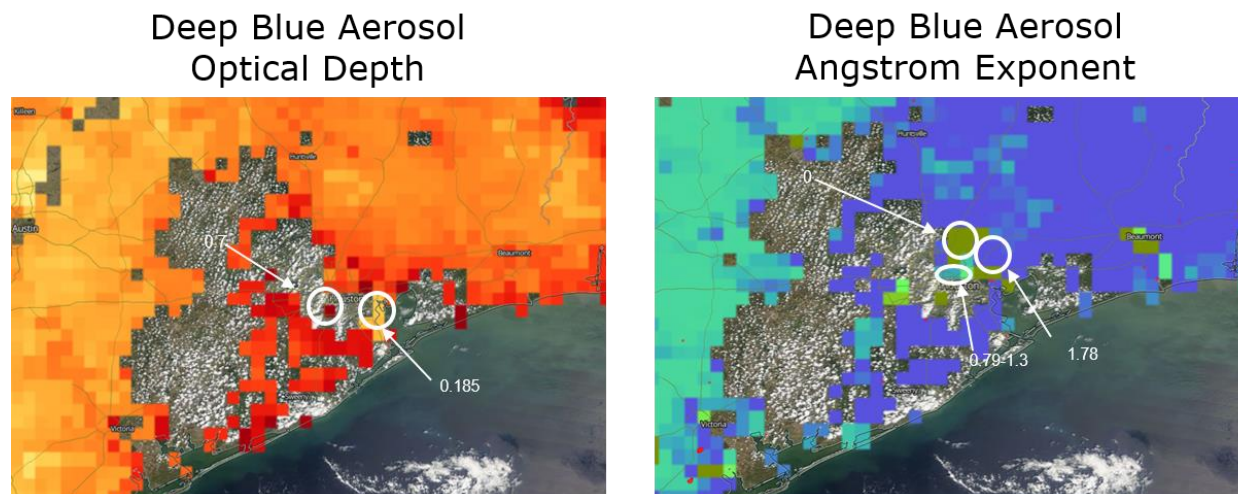 Deep Blue Aerosol
Optical Depth
Deep Blue Aerosol
Angstrom Exponent
Killeen
Huntsville
Austin
0.7
Beaumont
0.185
Victoria
Huntsville
0
Beaumont
0.79-1.3
1.78
Victoria